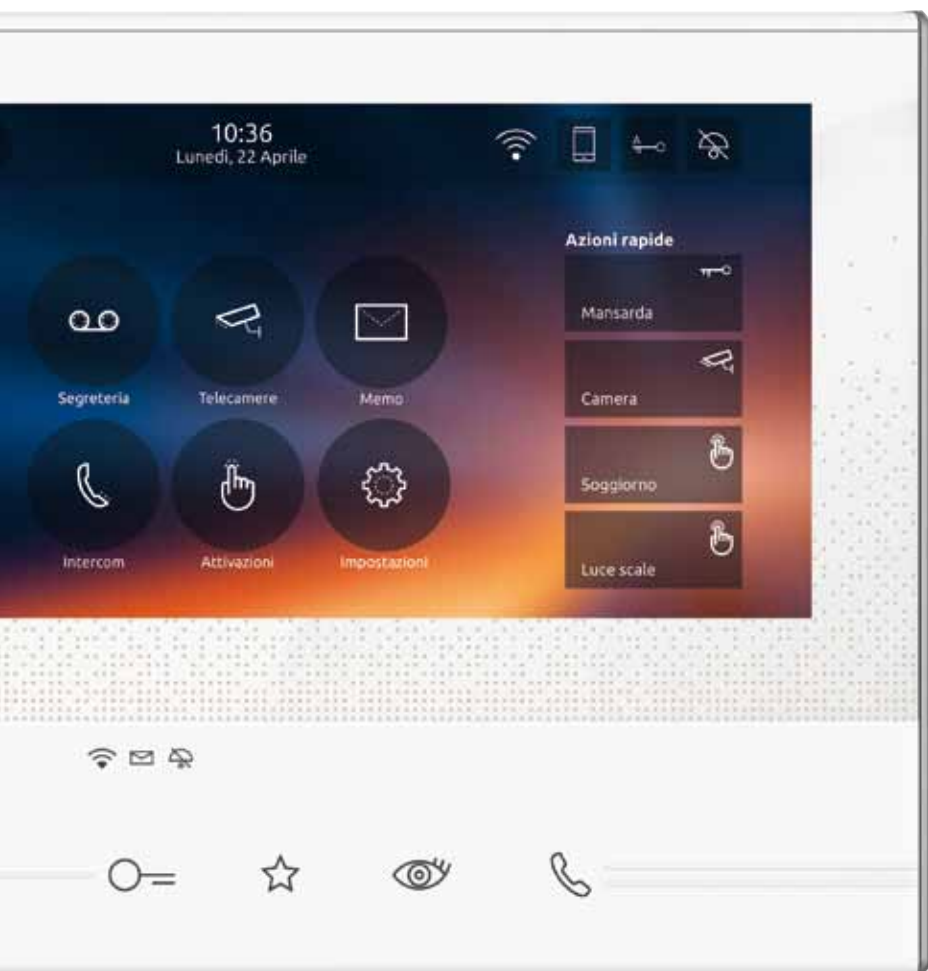 10:36
Lunedì, 22 Aprile
Azioni rapide
Mansarda
Segreteria
Telecamere
Memo
Camera
Soggiorno
Intercom
Attivazioni
Impostazioni
Luce scale